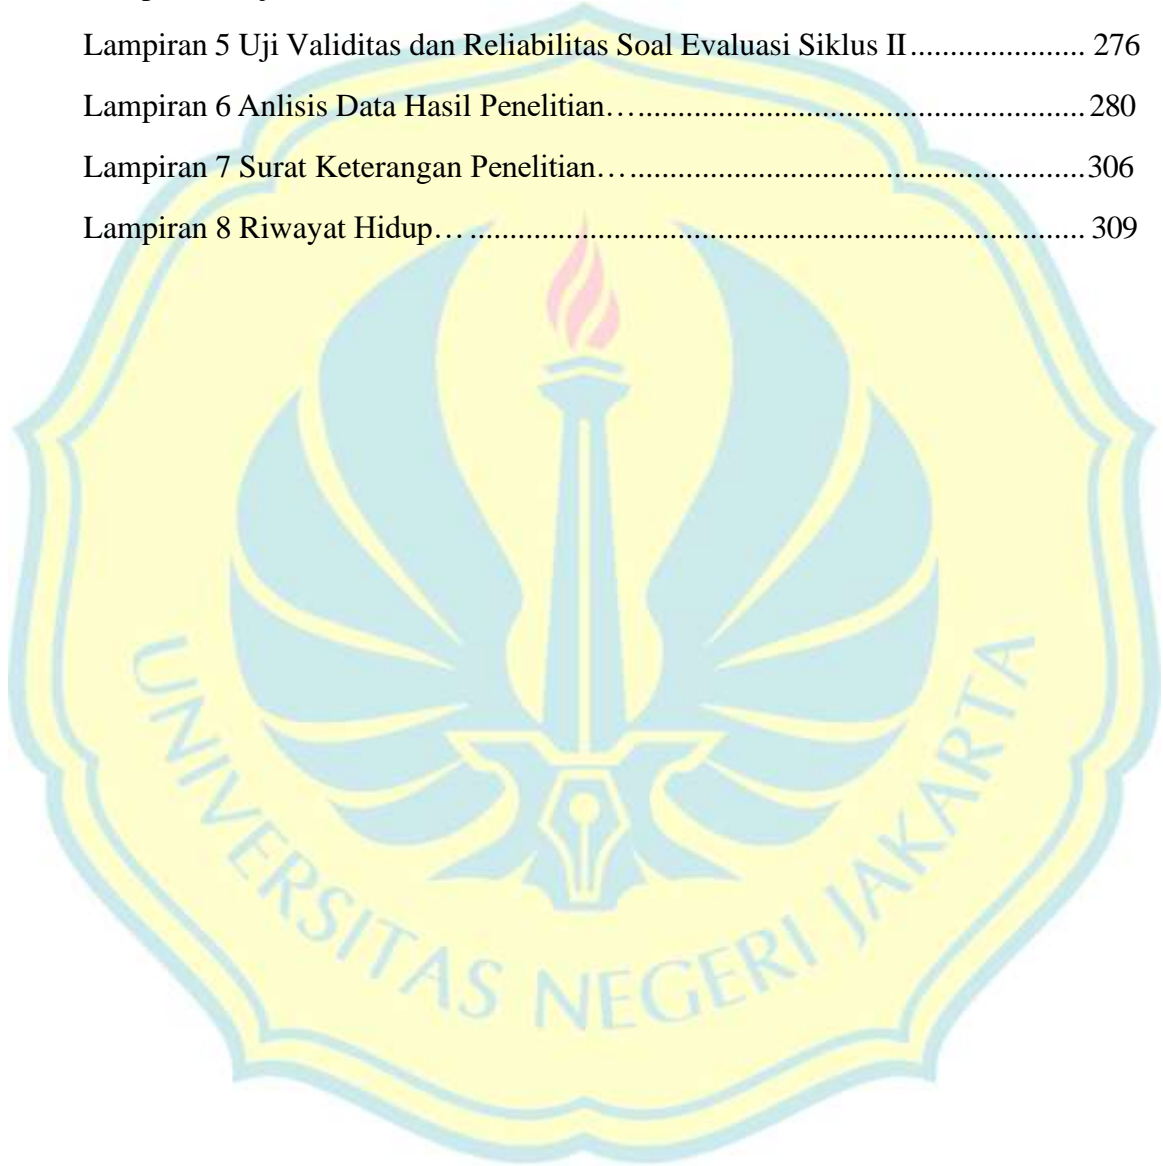 Lampiran 5 Uji Validitas dan Reliabilitas Soal Evaluasi Siklus II...................... 276
Lampiran 6 Anlisis Data Hasil Penelitian…........................................................ 280
Lampiran 7 Surat Keterangan Penelitian….........................................................306
Lampiran 8 Riwayat Hidup… ............................................................................. 309
UNIVERSITAS NEGERI JAKARTA